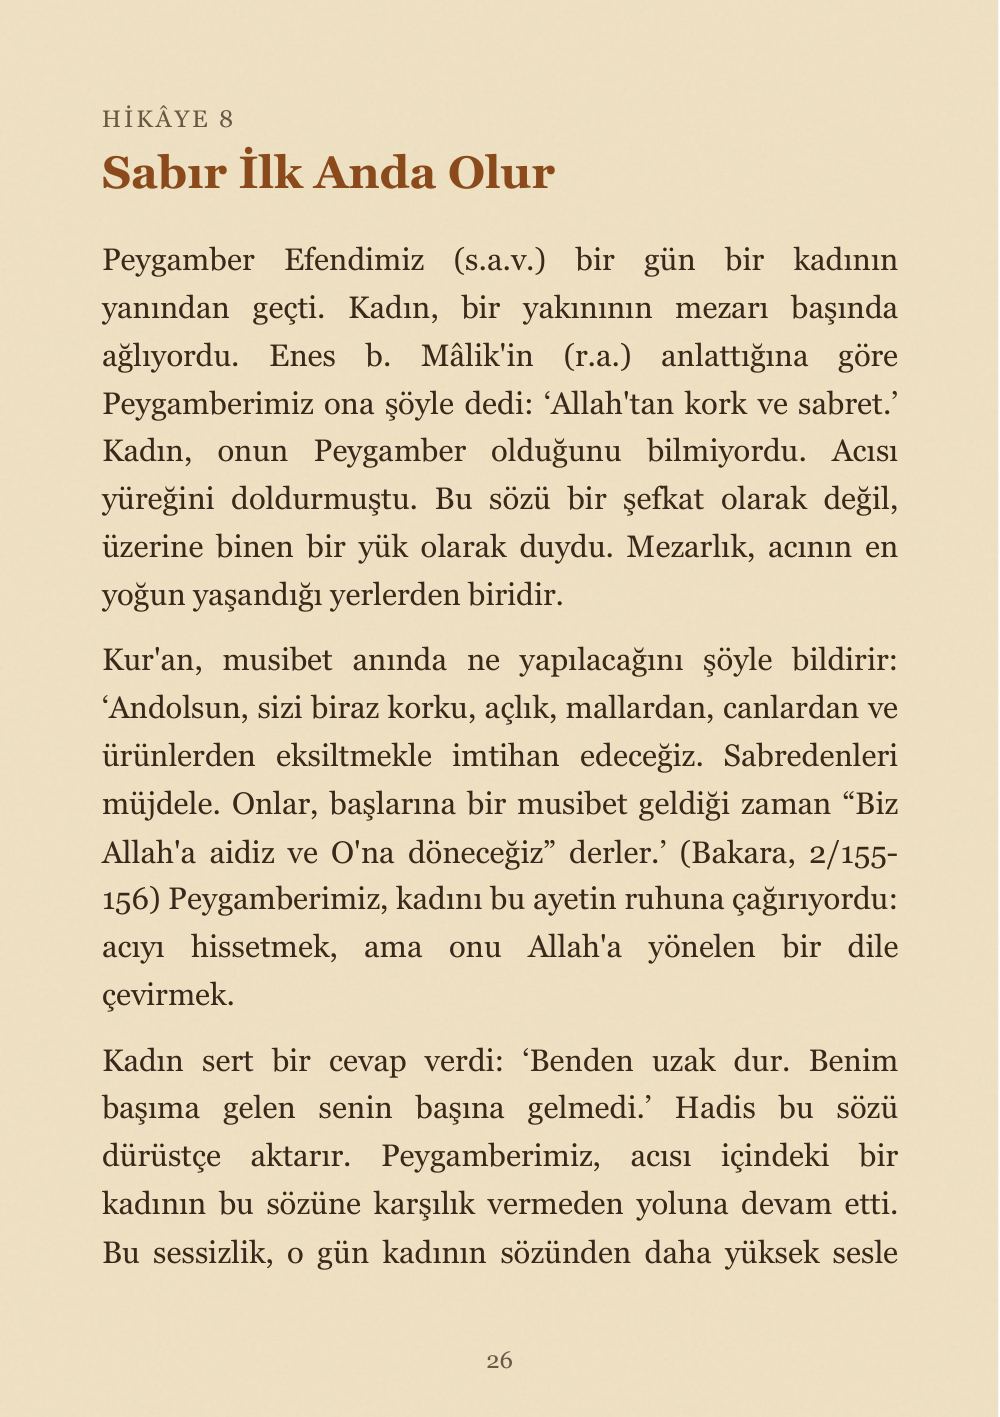 HİKÂYE 8
Sabır İlk Anda Olur
Peygamber Efendimiz (s.a.v.) bir gün bir kadının
yanından geçti. Kadın, bir yakınının mezarı başında
ağlıyordu. Enes b. Mâlik'in (r.a.) anlattığına göre
Peygamberimiz ona şöyle dedi: ‘Allah'tan kork ve sabret.’
Kadın, onun Peygamber olduğunu bilmiyordu. Acısı
yüreğini doldurmuştu. Bu sözü bir şefkat olarak değil,
üzerine binen bir yük olarak duydu. Mezarlık, acının en
yoğun yaşandığı yerlerden biridir.
Kur'an, musibet anında ne yapılacağını şöyle bildirir:
‘Andolsun, sizi biraz korku, açlık, mallardan, canlardan ve
ürünlerden eksiltmekle imtihan edeceğiz. Sabredenleri
müjdele. Onlar, başlarına bir musibet geldiği zaman “Biz
Allah'a aidiz ve O'na döneceğiz” derler.’ (Bakara, 2/155-
156) Peygamberimiz, kadını bu ayetin ruhuna çağırıyordu:
acıyı hissetmek, ama onu Allah'a yönelen bir dile
çevirmek.
Kadın sert bir cevap verdi: ‘Benden uzak dur. Benim
başıma gelen senin başına gelmedi.’ Hadis bu sözü
dürüstçe aktarır. Peygamberimiz, acısı içindeki bir
kadının bu sözüne karşılık vermeden yoluna devam etti.
Bu sessizlik, o gün kadının sözünden daha yüksek sesle
26